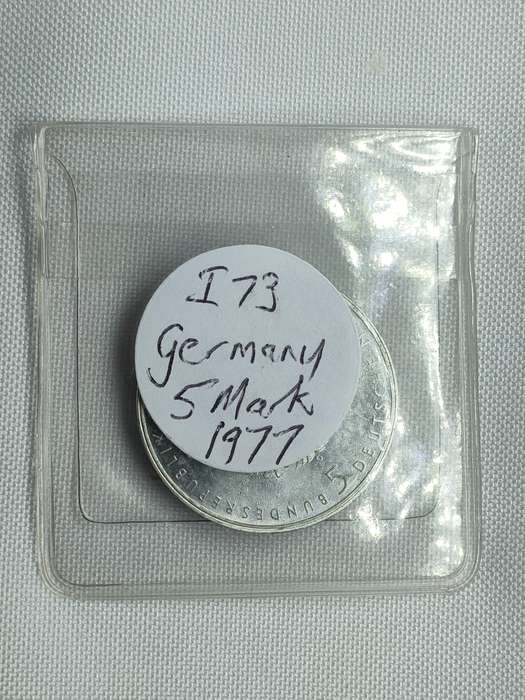 I73
Germany
5 Mark
1977
BUNDESREPUBLIK
5 DEUTSCHE